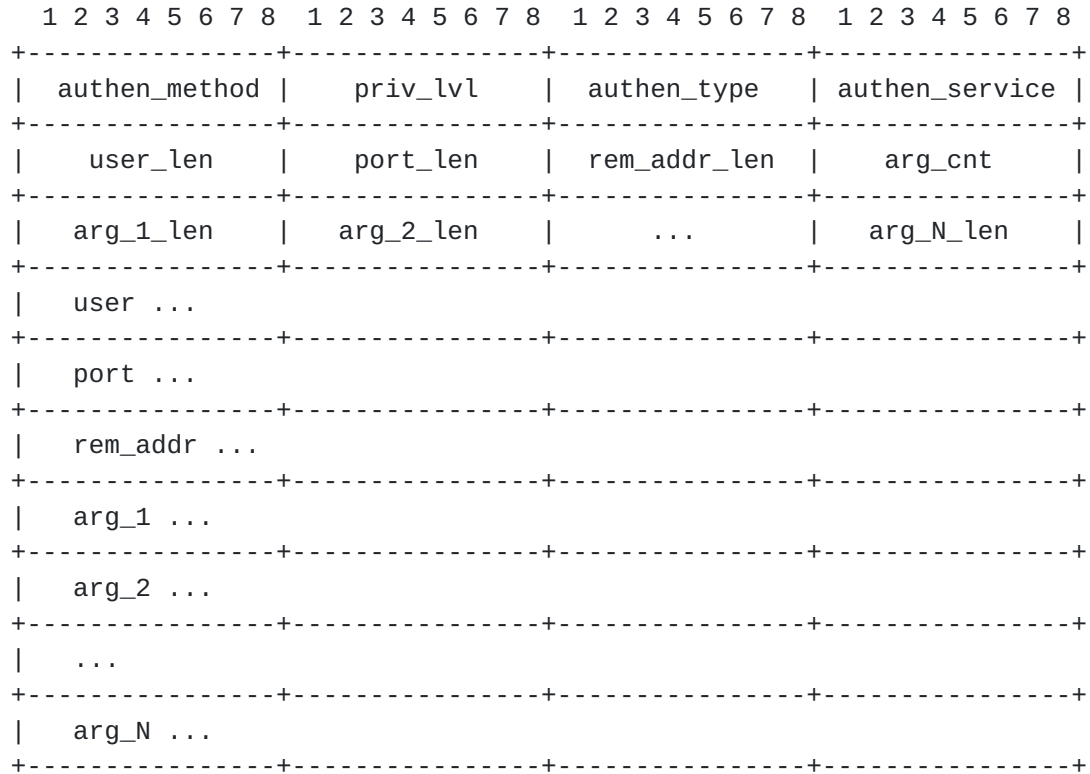 1 2 3 4 5 6 7 8  1 2 3 4 5 6 7 8  1 2 3 4 5 6 7 8  1 2 3 4 5 6 7 8
+----------------+----------------+----------------+----------------+
|  authen_method |    priv_lvl    |  authen_type   | authen_service |
+----------------+----------------+----------------+----------------+
|    user_len    |    port_len    |  rem_addr_len  |    arg_cnt     |
+----------------+----------------+----------------+----------------+
|   arg_1_len    |   arg_2_len    |      ...       |   arg_N_len    |
+----------------+----------------+----------------+----------------+
|   user ...
+----------------+----------------+----------------+----------------+
|   port ...
+----------------+----------------+----------------+----------------+
|   rem_addr ...
+----------------+----------------+----------------+----------------+
|   arg_1 ...
+----------------+----------------+----------------+----------------+
|   arg_2 ...
+----------------+----------------+----------------+----------------+
|   ...
+----------------+----------------+----------------+----------------+
|   arg_N ...
+----------------+----------------+----------------+----------------+